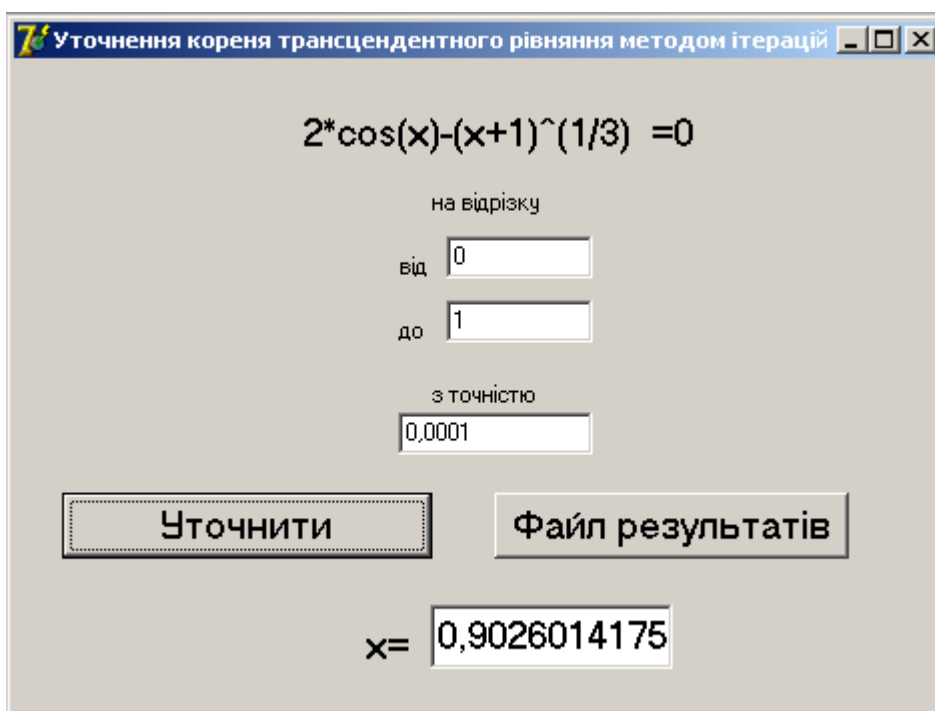 Уточнення кореня трансцендентного рівняння методом ітерацій
2*cos(x)-(x+1)^(1/3) =0
на відрізку
від 0
до 1
з точністю
0,0001
Уточнити Файл результатів
x= 0,9026014175